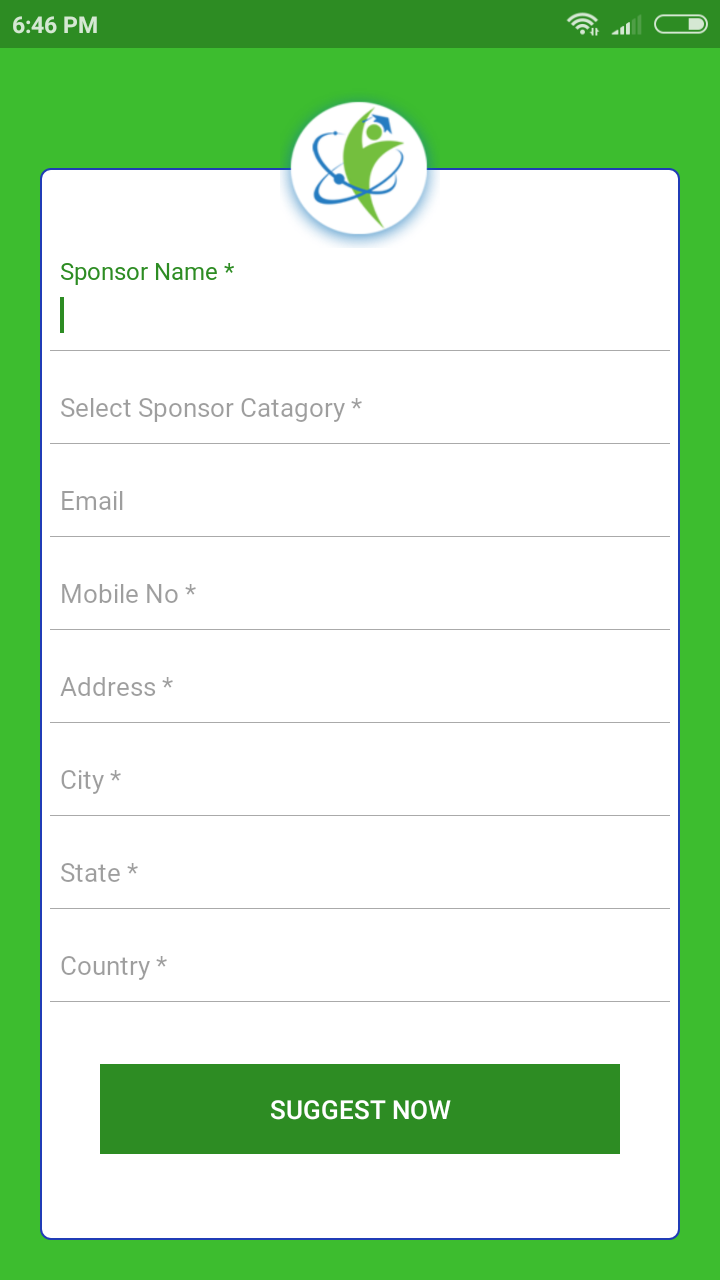 6:46 PM
Sponsor Name *
Select Sponsor Catagory *
Email
Mobile No *
Address *
City *
State *
Country *
SUGGEST NOW